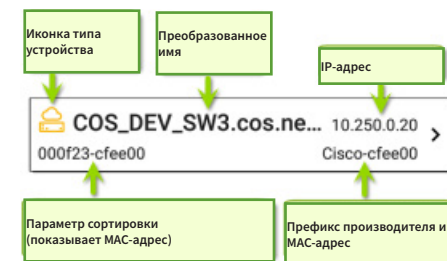 Иконка типа
устройства
Преобразованное
имя
IP-адрес
COS_DEV_SW3.cos.ne... 10.250.0.20
000f23-cfee00 Cisco-cfee00
Параметр сортировки
(показывает MAC-адрес)
Префикс производителя и
MAC-адрес